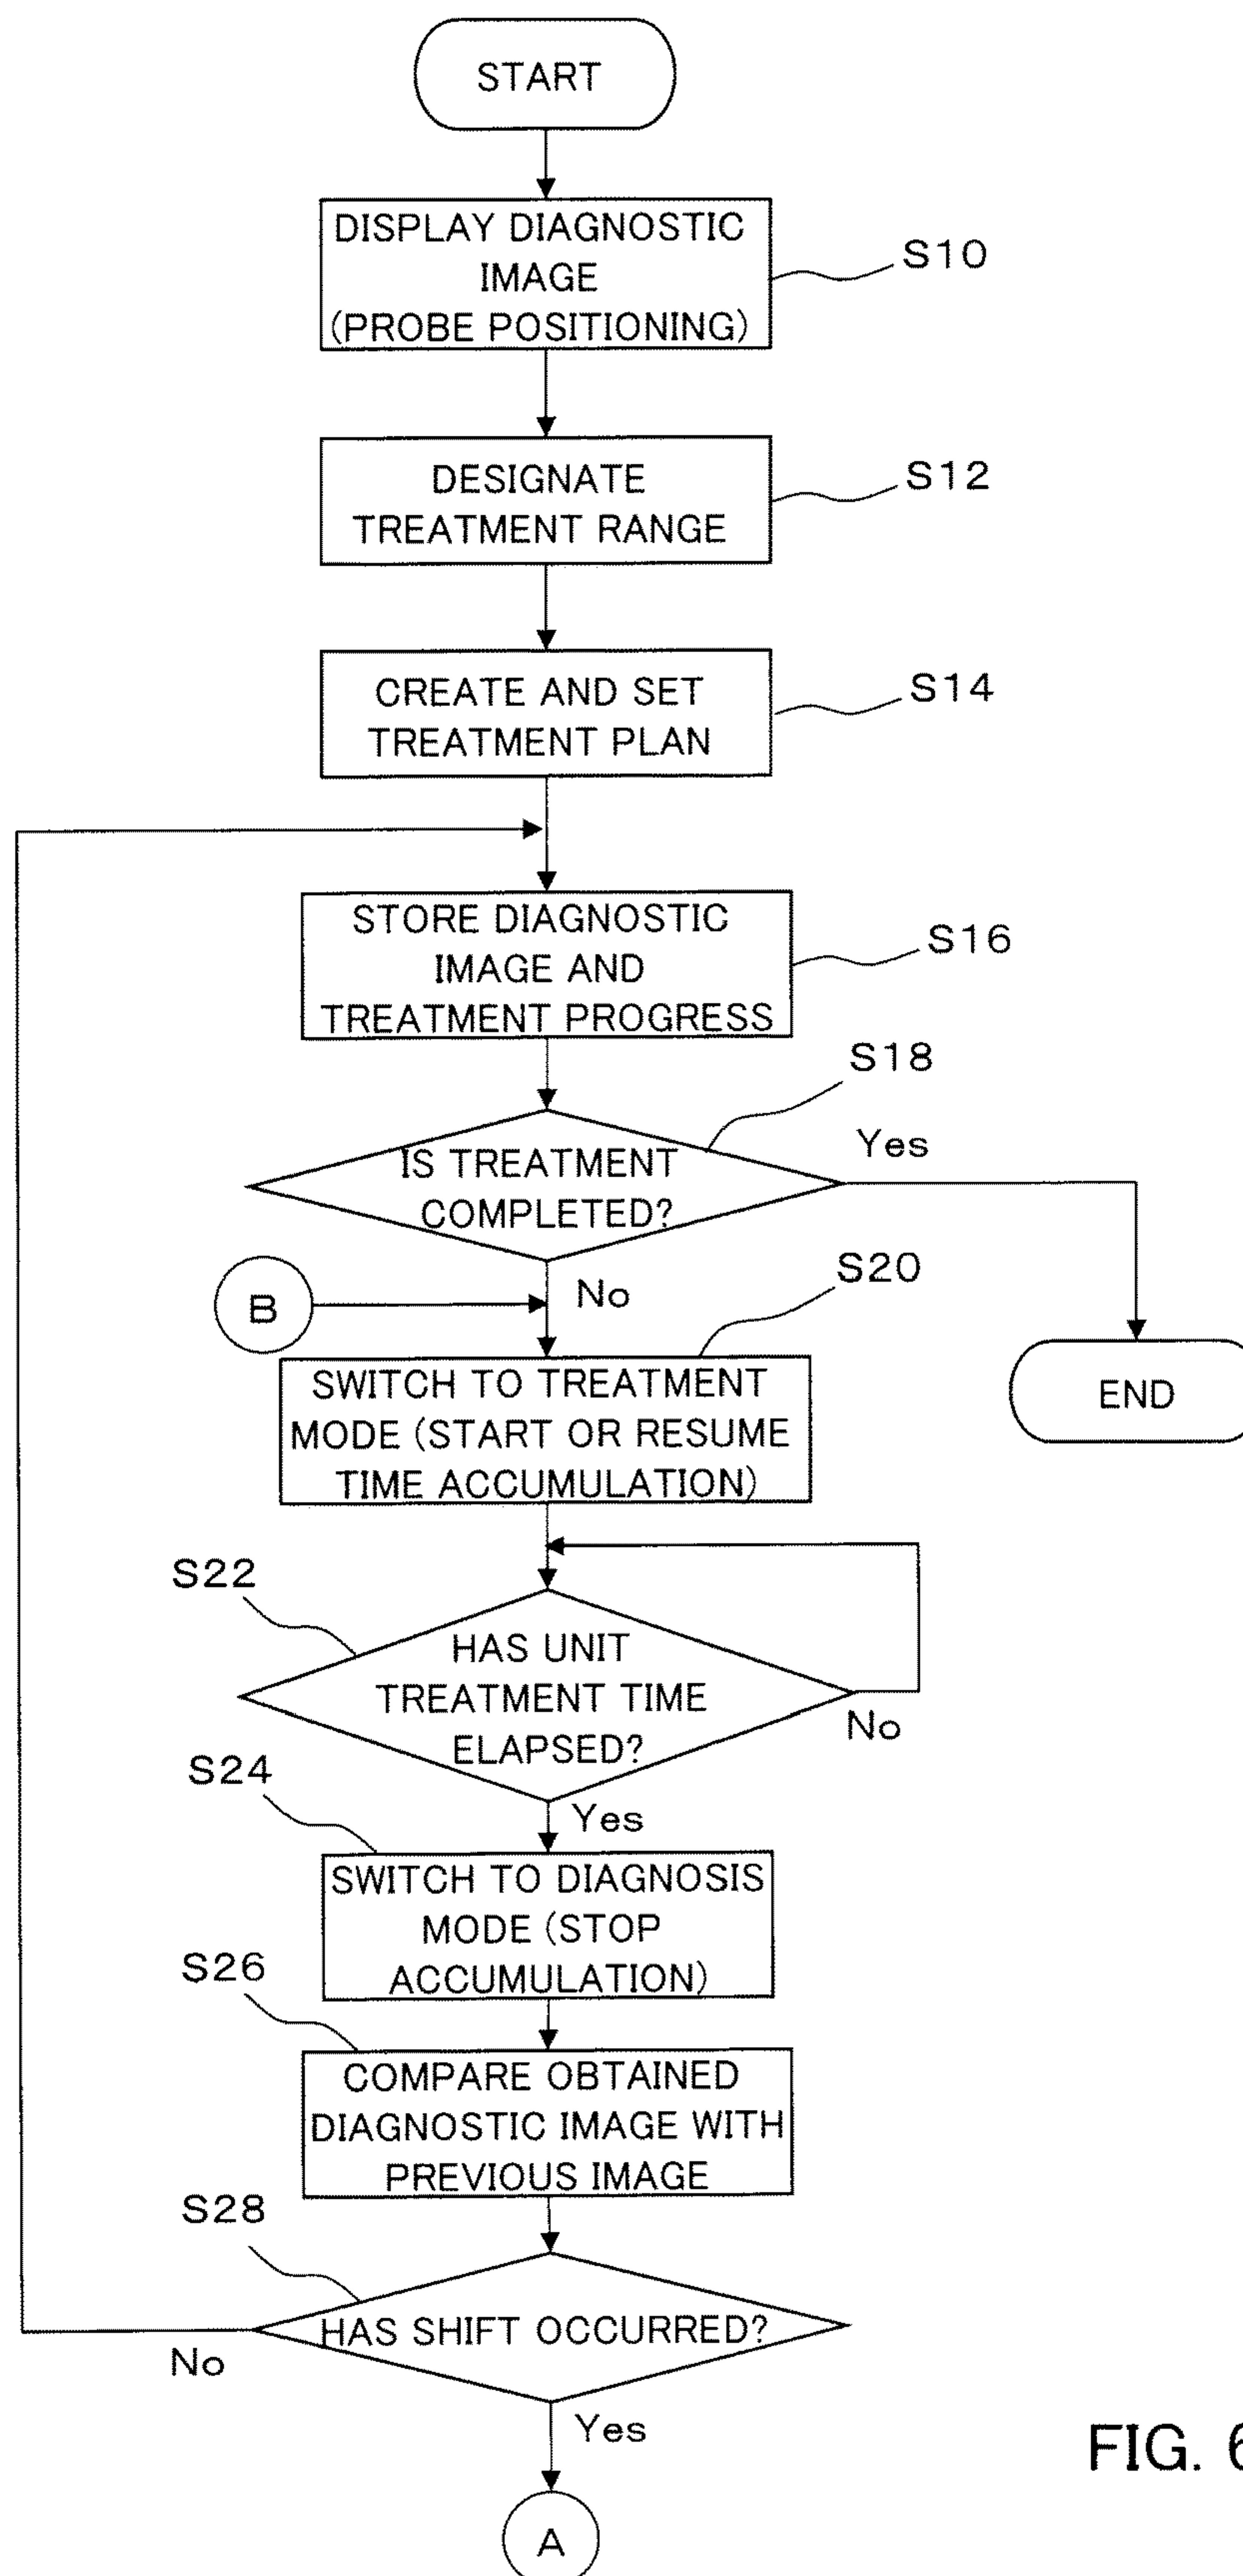 START
DISPLAY DIAGNOSTIC
IMAGE
(PROBE POSITIONING)
S10
DESIGNATE
TREATMENT RANGE
S12
CREATE AND SET
TREATMENT PLAN
S14
STORE DIAGNOSTIC
IMAGE AND
TREATMENT PROGRESS
S16
S18
IS TREATMENT
COMPLETED?
Yes
No
B
S20
SWITCH TO TREATMENT
MODE (START OR RESUME
TIME ACCUMULATION)
END
S22
HAS UNIT
TREATMENT TIME
ELAPSED?
No
Yes
S24
SWITCH TO DIAGNOSIS
MODE (STOP
ACCUMULATION)
S26
COMPARE OBTAINED
DIAGNOSTIC IMAGE WITH
PREVIOUS IMAGE
S28
HAS SHIFT OCCURRED?
No
Yes
A
FIG. 6